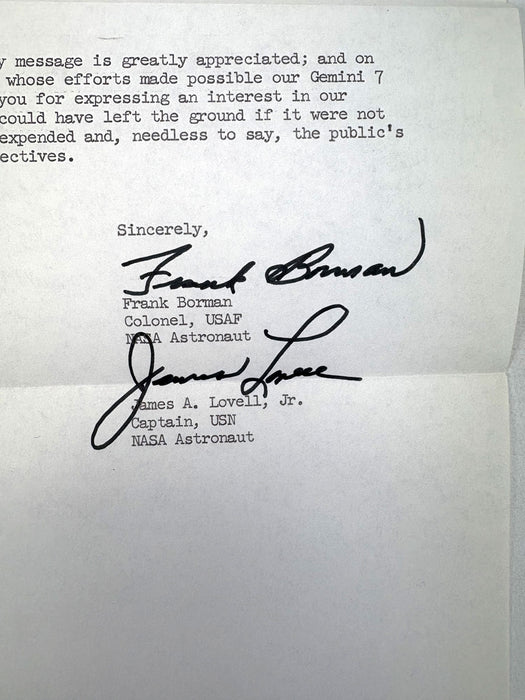 y message is greatly appreciated; and on
whose efforts made possible our Gemini 7
you for expressing an interest in our
could have left the ground if it were not
expended and, needless to say, the public's
ectives.
Sincerely,
Frank Borman
Frank Borman
Colonel, USAF
NASA Astronaut
James Lovell
James A. Lovell, Jr.
Captain, USN
NASA Astronaut